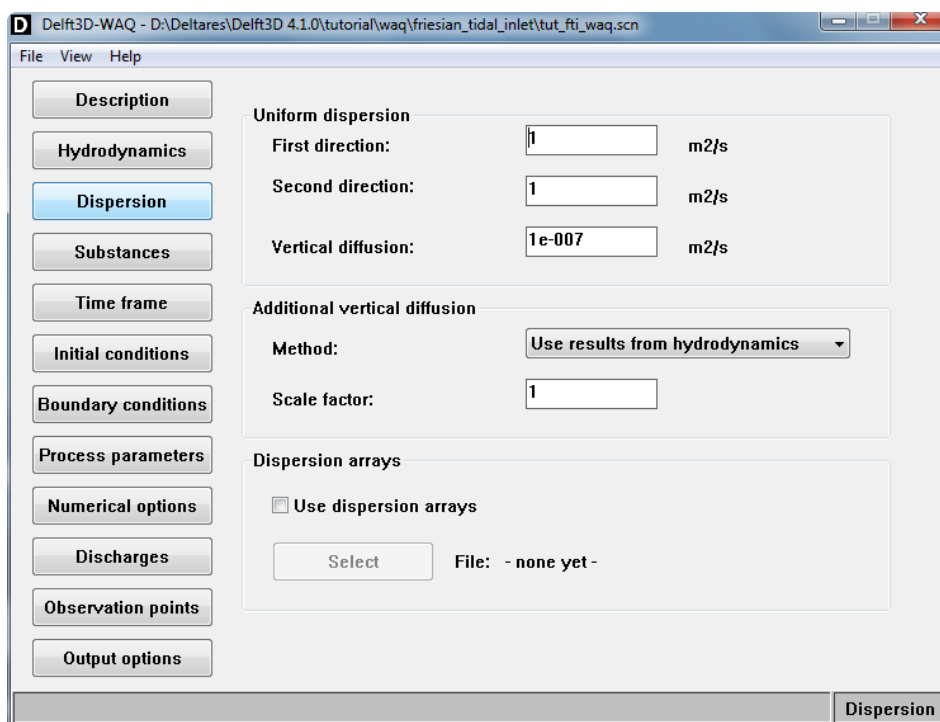 D Delft3D-WAQ - D:\Deltares\Delft3D 4.1.0\tutorial\waq\friesian_tidal_inlet\tut_fti_waq.scn
File View Help
Description
Hydrodynamics
Dispersion
Substances
Time frame
Initial conditions
Boundary conditions
Process parameters
Numerical options
Discharges
Observation points
Output options
Uniform dispersion
First direction: 1 m2/s
Second direction: 1 m2/s
Vertical diffusion: 1e-007 m2/s
Additional vertical diffusion
Method: Use results from hydrodynamics
Scale factor: 1
Dispersion arrays
Use dispersion arrays
Select File: - none yet -
Dispersion